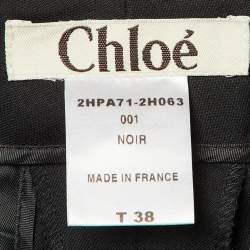 Chloé
2HPA71-2H063
001
NOIR
MADE IN FRANCE
T 38